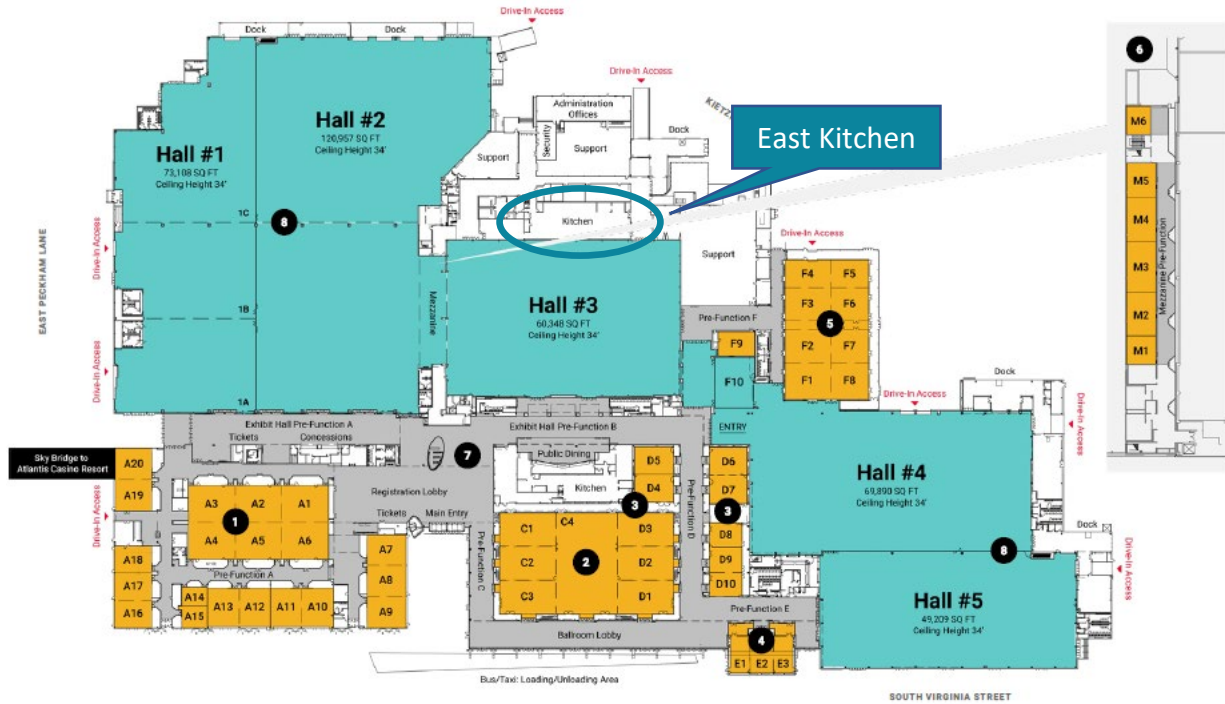 Drive-In Access
Dock
Dock
Drive-In Access
Administration
Offices
Security
Support
Support
Dock
East Kitchen
Hall #1
73,108 SQ FT
Ceiling Height 34'
Hall #2
120,957 SQ FT
Ceiling Height 34'
1C
8
Kitchen
Support
Drive-In Access
EAST PECKHAM LANE
Drive-In Access
Mezzanine
Hall #3
60,348 SQ FT
Ceiling Height 34'
1B
Pre-Function F
F4
F5
F3
F6
5
F2
F7
F1
F8
F9
F10
Drive-In Access
1A
Drive-In Access
Dock
Drive-In Access
6
M6
M5
M4
M3
M2
M1
Mezzanine Pre-Function
Exhibit Hall Pre-Function A
Tickets
Concessions
Exhibit Hall Pre-Function B
Public Dining
7
ENTRY
Sky Bridge to
Atlantis Casino Resort
A20
A19
Drive-In Access
A3
A2
A1
1
A4
A5
A6
Registration Lobby
Tickets
Main Entry
Kitchen
D5
D4
3
Pre-Function D
D6
D7
3
D8
D9
D10
Hall #4
69,890 SQ FT
Ceiling Height 34'
8
Dock
Drive-In Access
A18
A17
A16
Pre-Function A
A14
A15
A13
A12
A11
A10
A7
A8
A9
Pre-Function C
C1
C4
D3
C2
2
D2
C3
D1
Pre-Function E
Ballroom Lobby
4
E1
E2
E3
Hall #5
49,209 SQ FT
Ceiling Height 34'
Bus/Taxi: Loading/Unloading Area
SOUTH VIRGINIA STREET